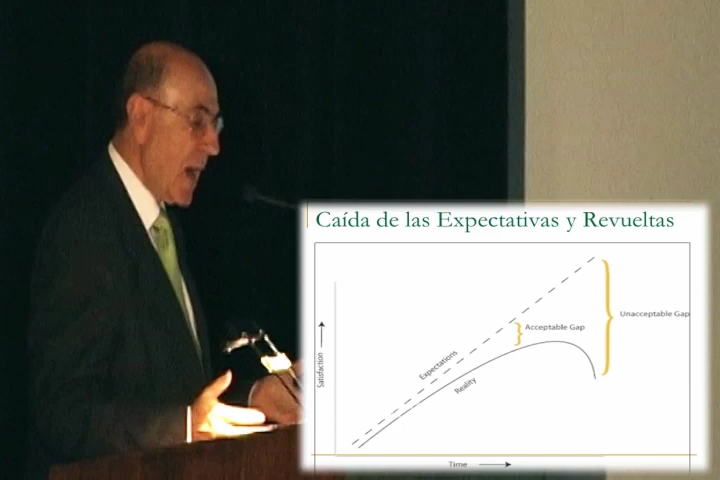 Caída de las Expectativas y Revueltas
Unacceptable Gap
Acceptable Gap
Expectations
Reality
Satisfaction
Time